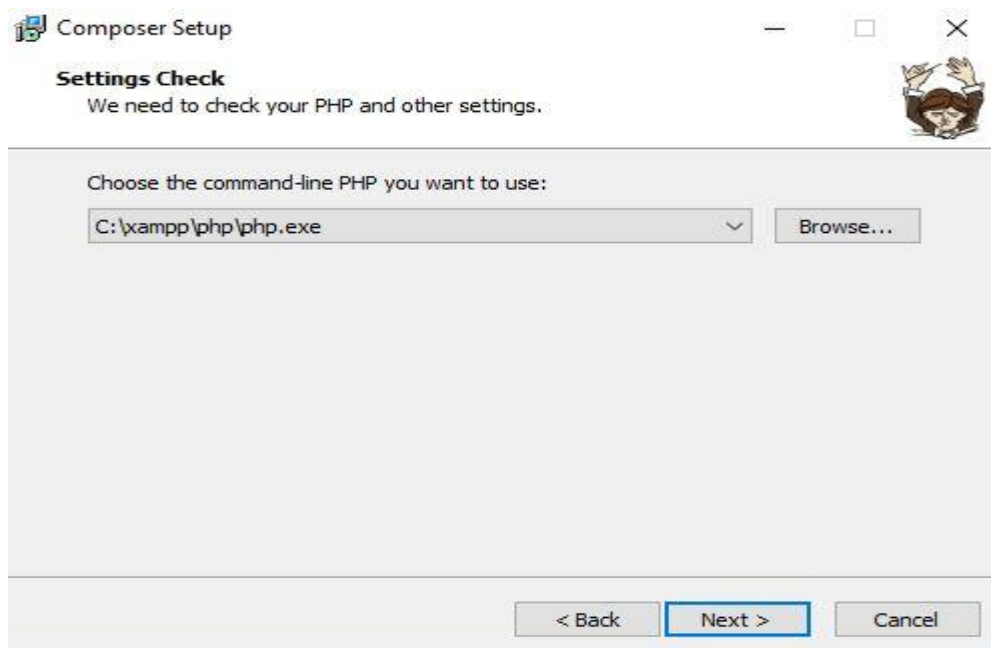 Composer Setup
Settings Check
We need to check your PHP and other settings.
Choose the command-line PHP you want to use:
C:\xampp\php\php.exe
Browse...
< Back
Next >
Cancel